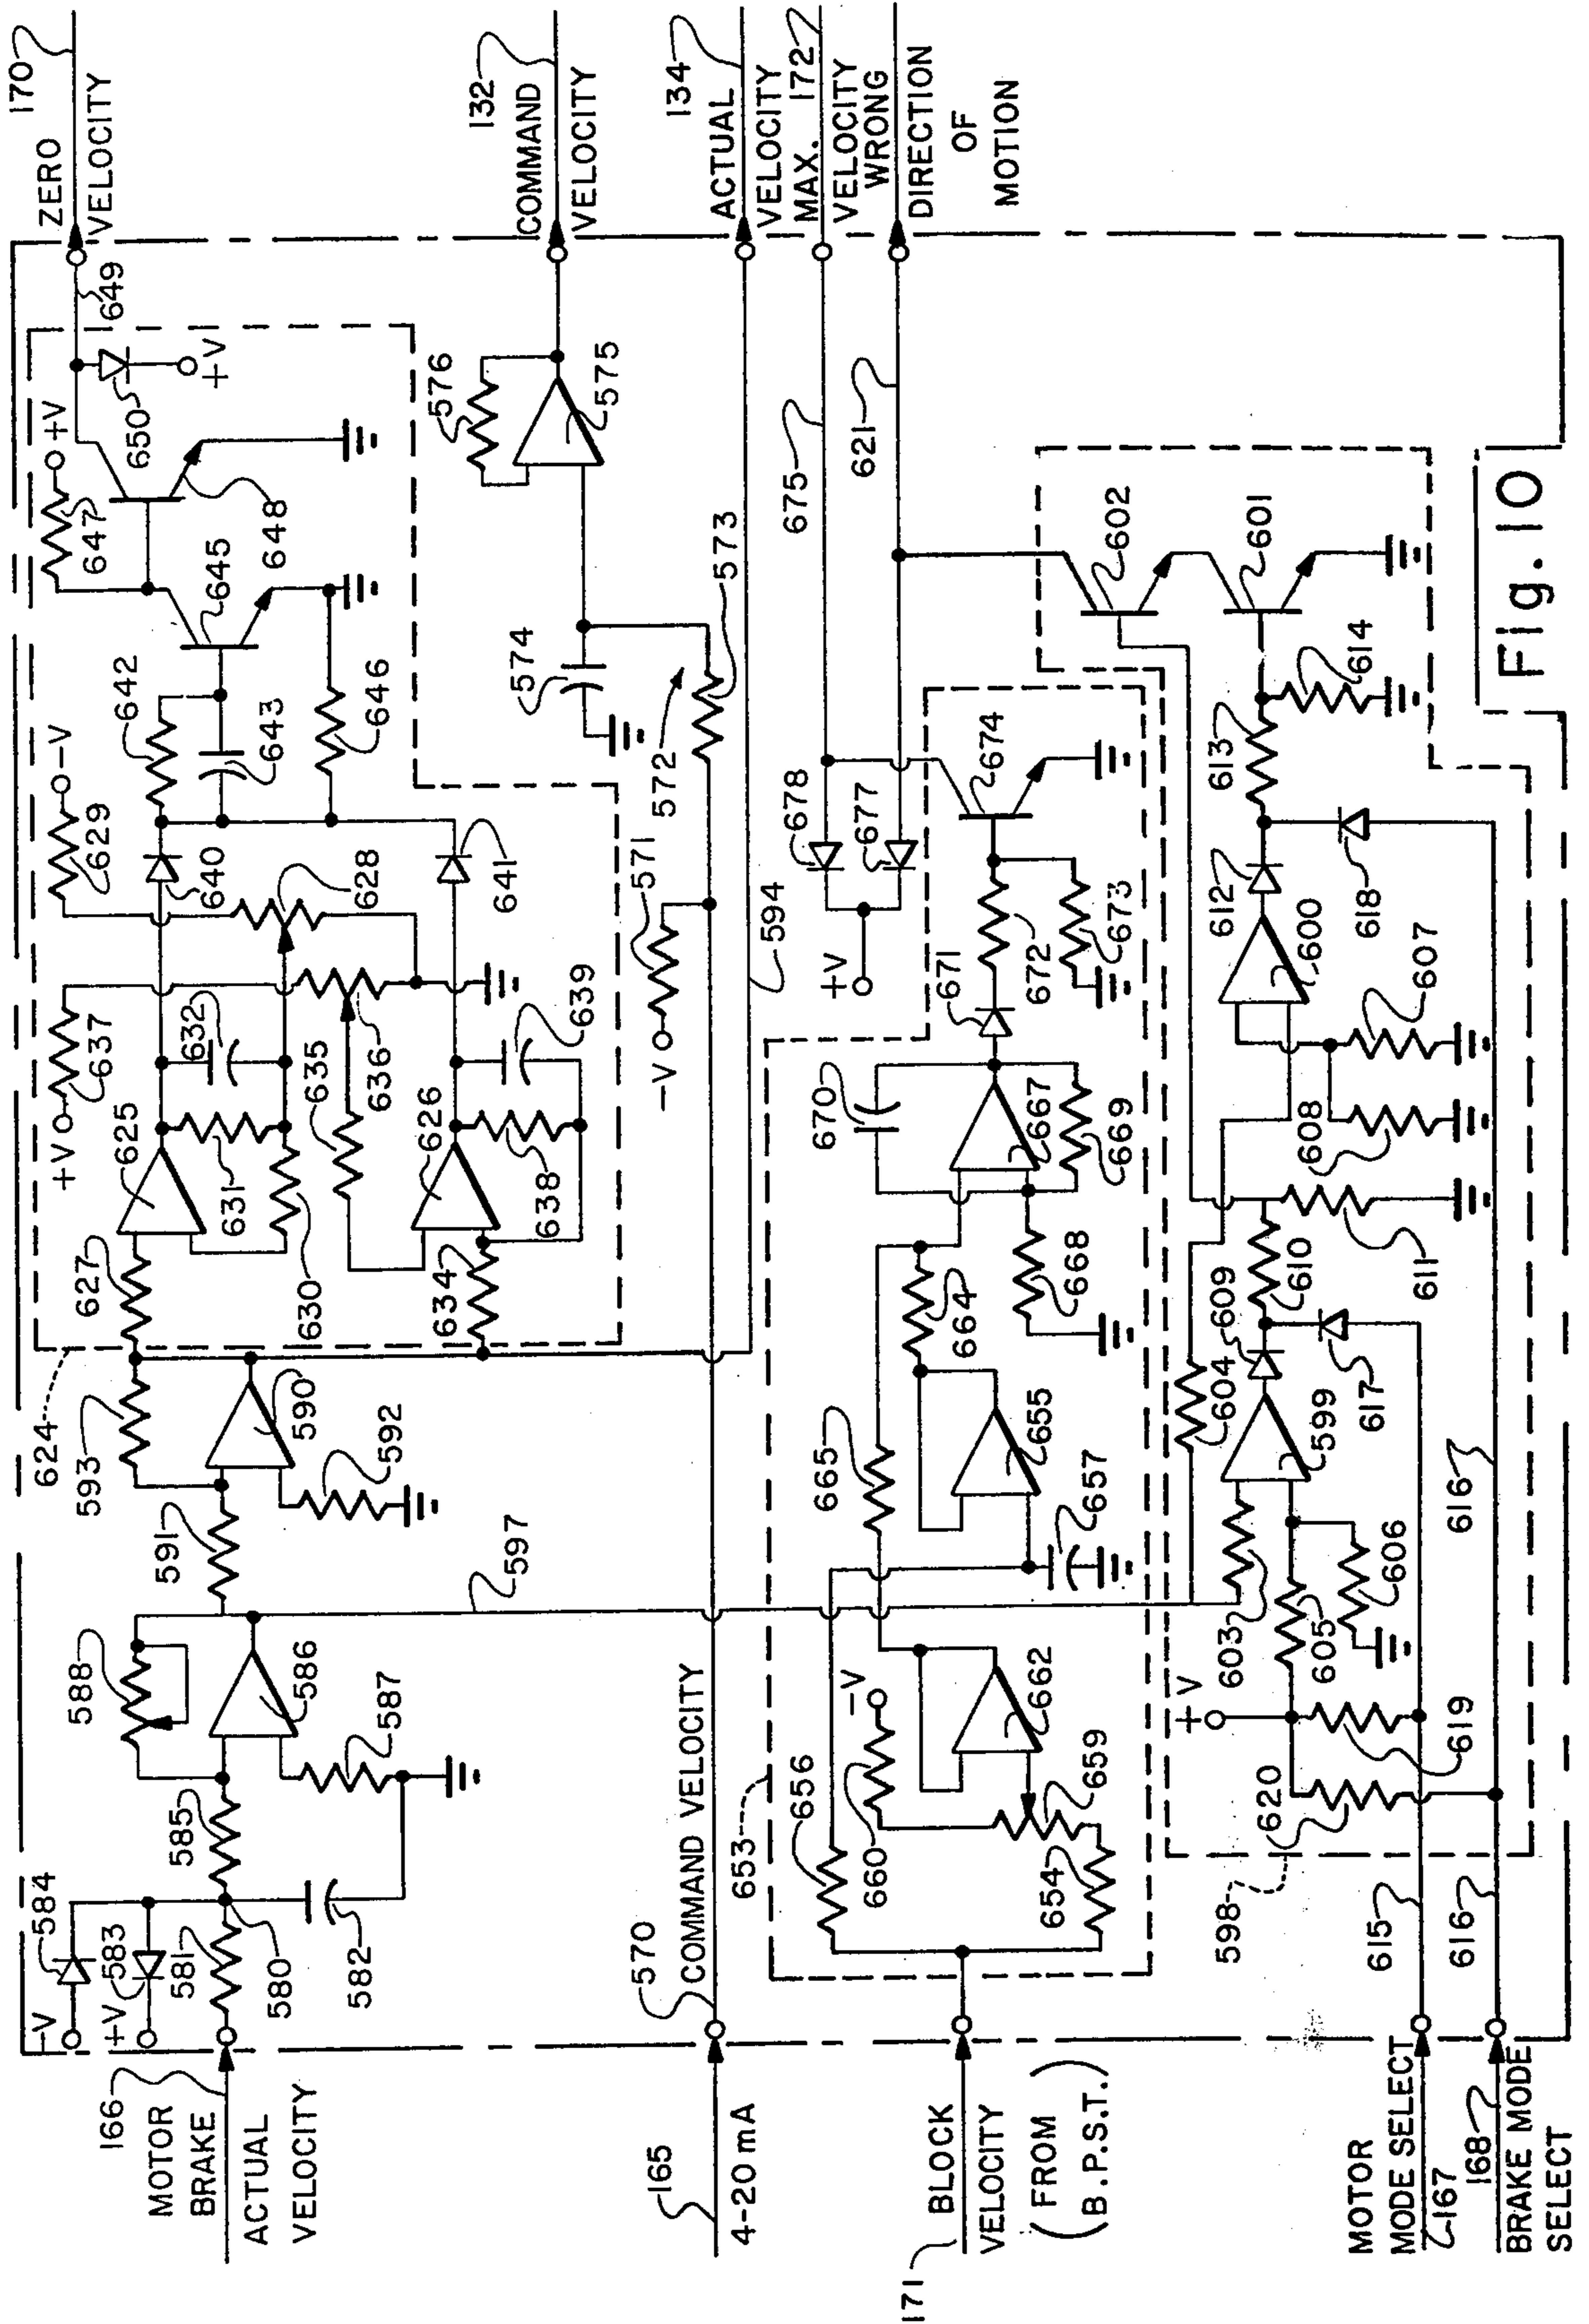 170
ZERO
VELOCITY
132
COMMAND
VELOCITY
134
ACTUAL
VELOCITY
MAX. 172
VELOCITY
WRONG
DIRECTION
OF
MOTION
649
+V
650
+V
647
648
645
642
643
646
-V
629
640
628
641
576
575
574
573
572
571
-V
594
675
621
602
601
614
613
678
677
674
+V
671
672
673
612
618
600
607
608
+V
637
632
635
636
639
625
631
626
638
627
630
634
624
593
590
592
591
597
670
667
669
664
668
665
655
657
604
609
610
611
599
617
616
603
605
606
+V
619
620
588
586
587
585
584
-V
583
+V
581
580
582
570
COMMAND VELOCITY
653
656
-V
660
662
659
654
598
615
616
166
MOTOR
BRAKE
ACTUAL
VELOCITY
165
4-20 mA
171
BLOCK
VELOCITY
(FROM
B.P.S.T.)
MOTOR
MODE SELECT
167
168
BRAKE MODE
SELECT
Fig. 10